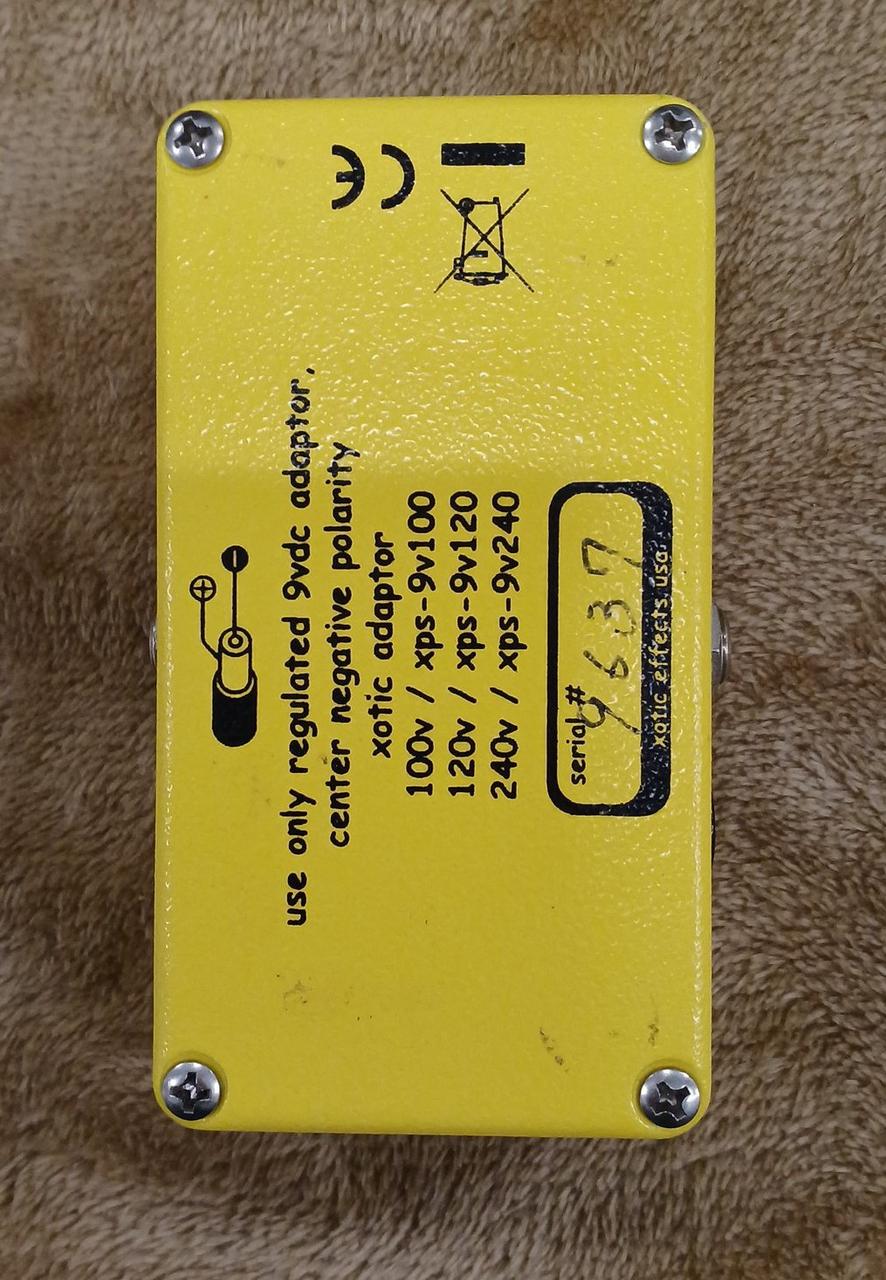 use only regulated 9vdc adaptor,
center negative polarity
xotic adaptor
100v / xps-9v100
120v / xps-9v120
240v / xps-9v240
serial #
9637
xotic effects usa
CE